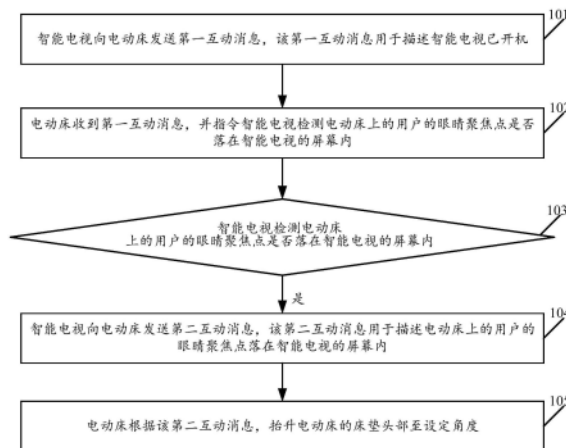 101
智能电视向电动床发送第一互动消息，该第一互动消息用于描述智能电视已开机
102
电动床收到第一互动消息，并指令智能电视检测电动床上的用户的眼睛聚焦点是否
落在智能电视的屏幕内
103
智能电视检测电动床
上的用户的眼睛聚焦点是否落在智能电视的屏幕内
是
104
智能电视向电动床发送第二互动消息，该第二互动消息用于描述电动床上的用户的
眼睛聚焦点落在智能电视的屏幕内
105
电动床根据该第二互动消息，抬升电动床的床垫头部至设定角度